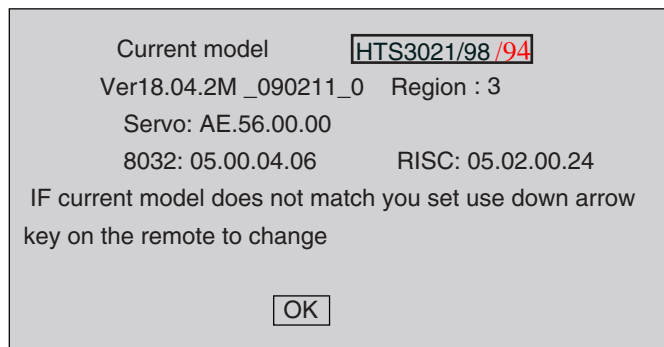 Current model HTS3021/98 /94
Ver18.04.2M _090211_0 Region : 3
Servo: AE.56.00.00
8032: 05.00.04.06 RISC: 05.02.00.24
IF current model does not match you set use down arrow
key on the remote to change
OK